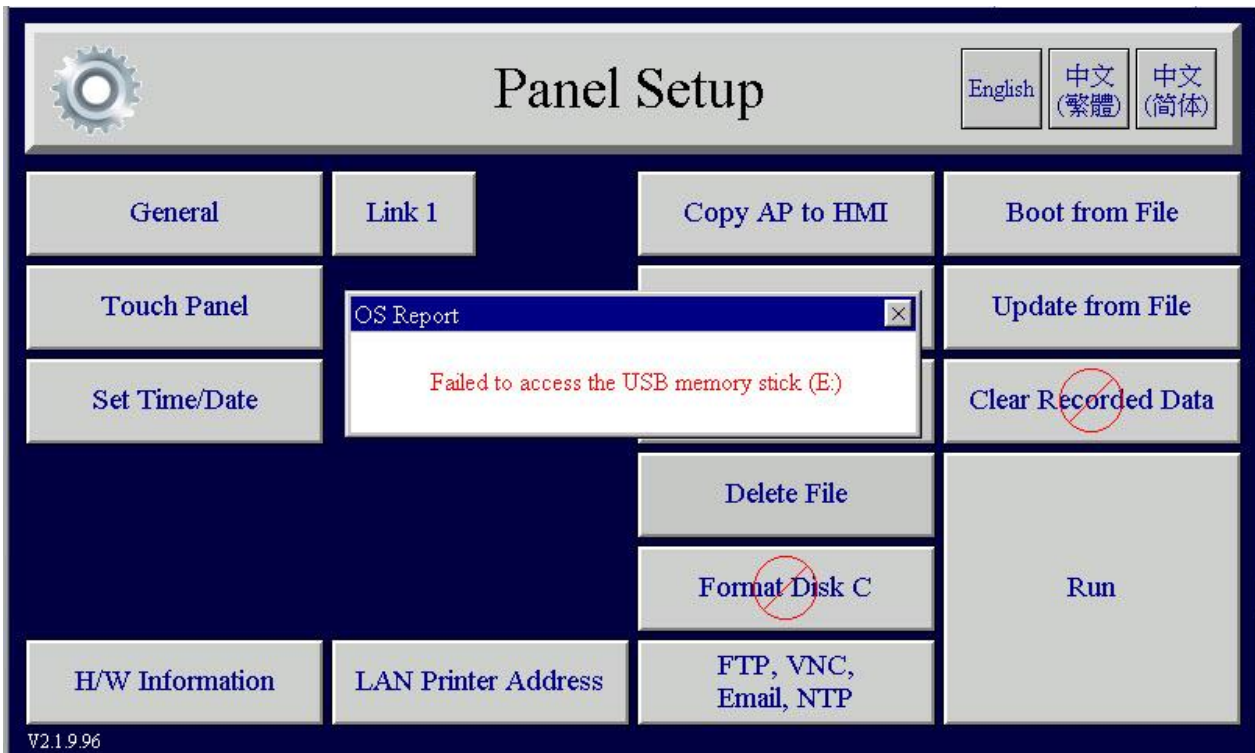 Panel Setup
English
中文
(繁體)
中文
(简体)
General
Link 1
Copy AP to HMI
Boot from File
Touch Panel
Update from File
OS Report
Failed to access the USB memory stick (E:)
Set Time/Date
Clear Recorded Data
Delete File
Format Disk C
Run
H/W Information
LAN Printer Address
FTP, VNC,
Email, NTP
V2.1.9.96